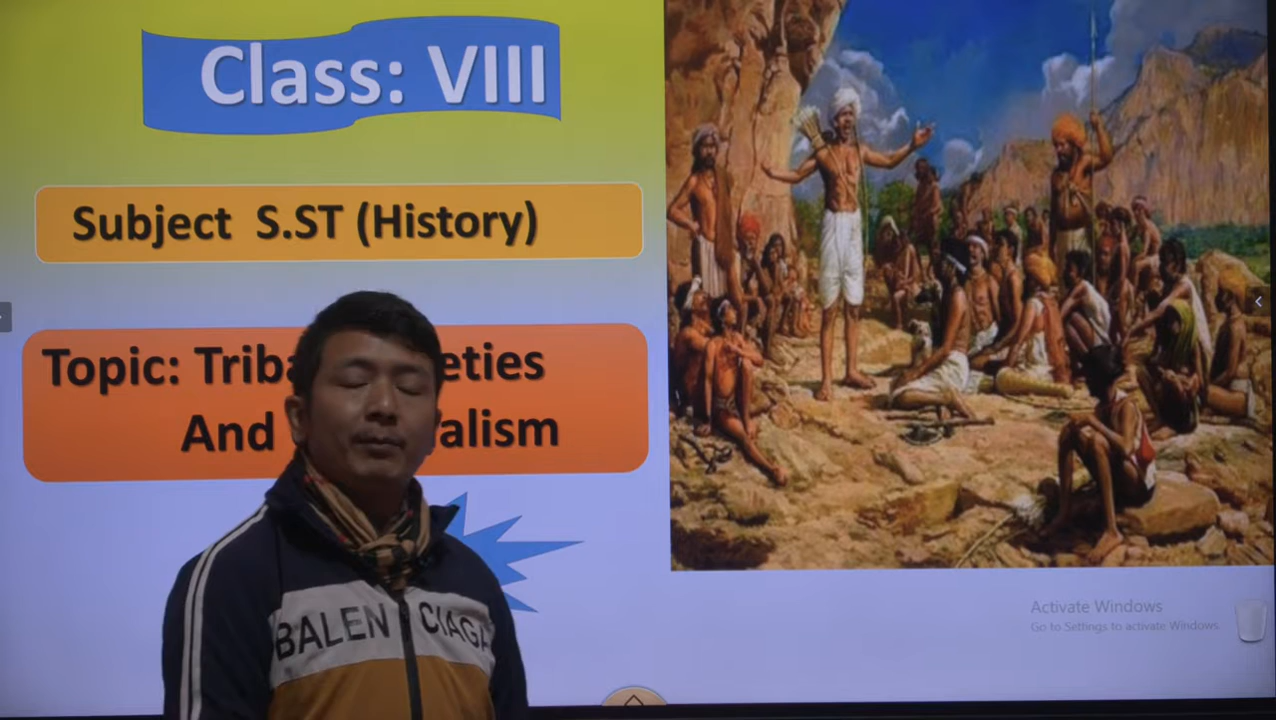 Class: VIII
Subject S.ST (History)
Topic: Triba eties
And alism
BALEN CIAGA
Activate Windows
Go to Settings to activate Windows.